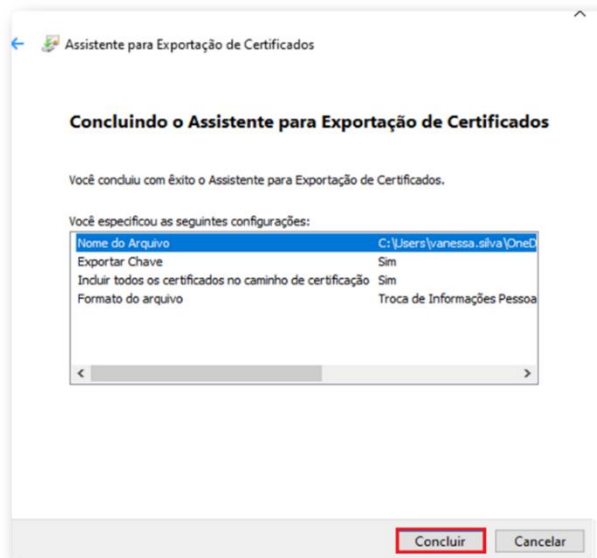 Assistente para Exportação de Certificados
Concluindo o Assistente para Exportação de Certificados
Você concluiu com êxito o Assistente para Exportação de Certificados.
Você especificou as seguintes configurações:
Nome do Arquivo C:\Users\vanessa.silva\OneD
Exportar Chave Sim
Incluir todos os certificados no caminho de certificação Sim
Formato do arquivo Troca de Informações Pessoa
Concluir Cancelar